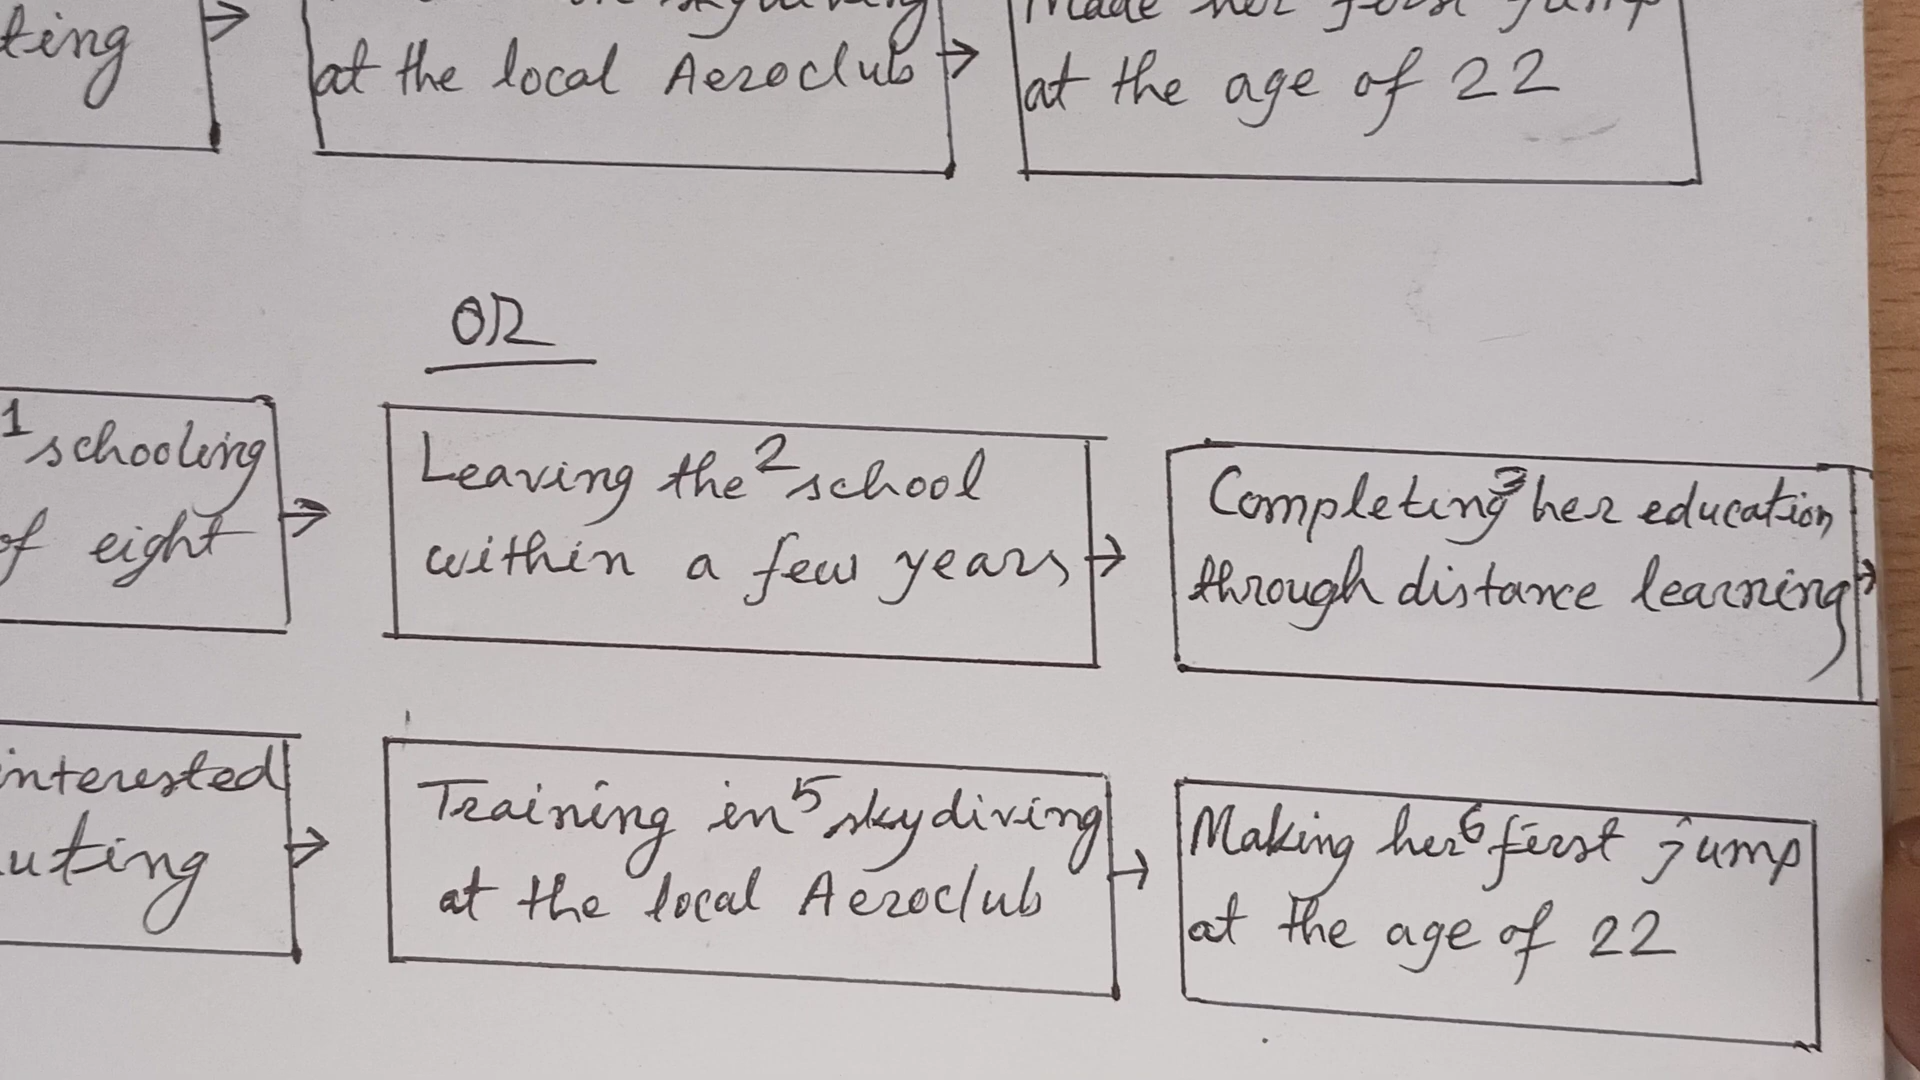 ting
at the local Aeroclub
at the age of 22
OR
1 schooling
of eight
Leaving the 2 school
within a few years
Completing 3 her education
through distance learning
interested
uting
Training in 5 skydiving
at the local Aeroclub
Making her 6 first jump
at the age of 22